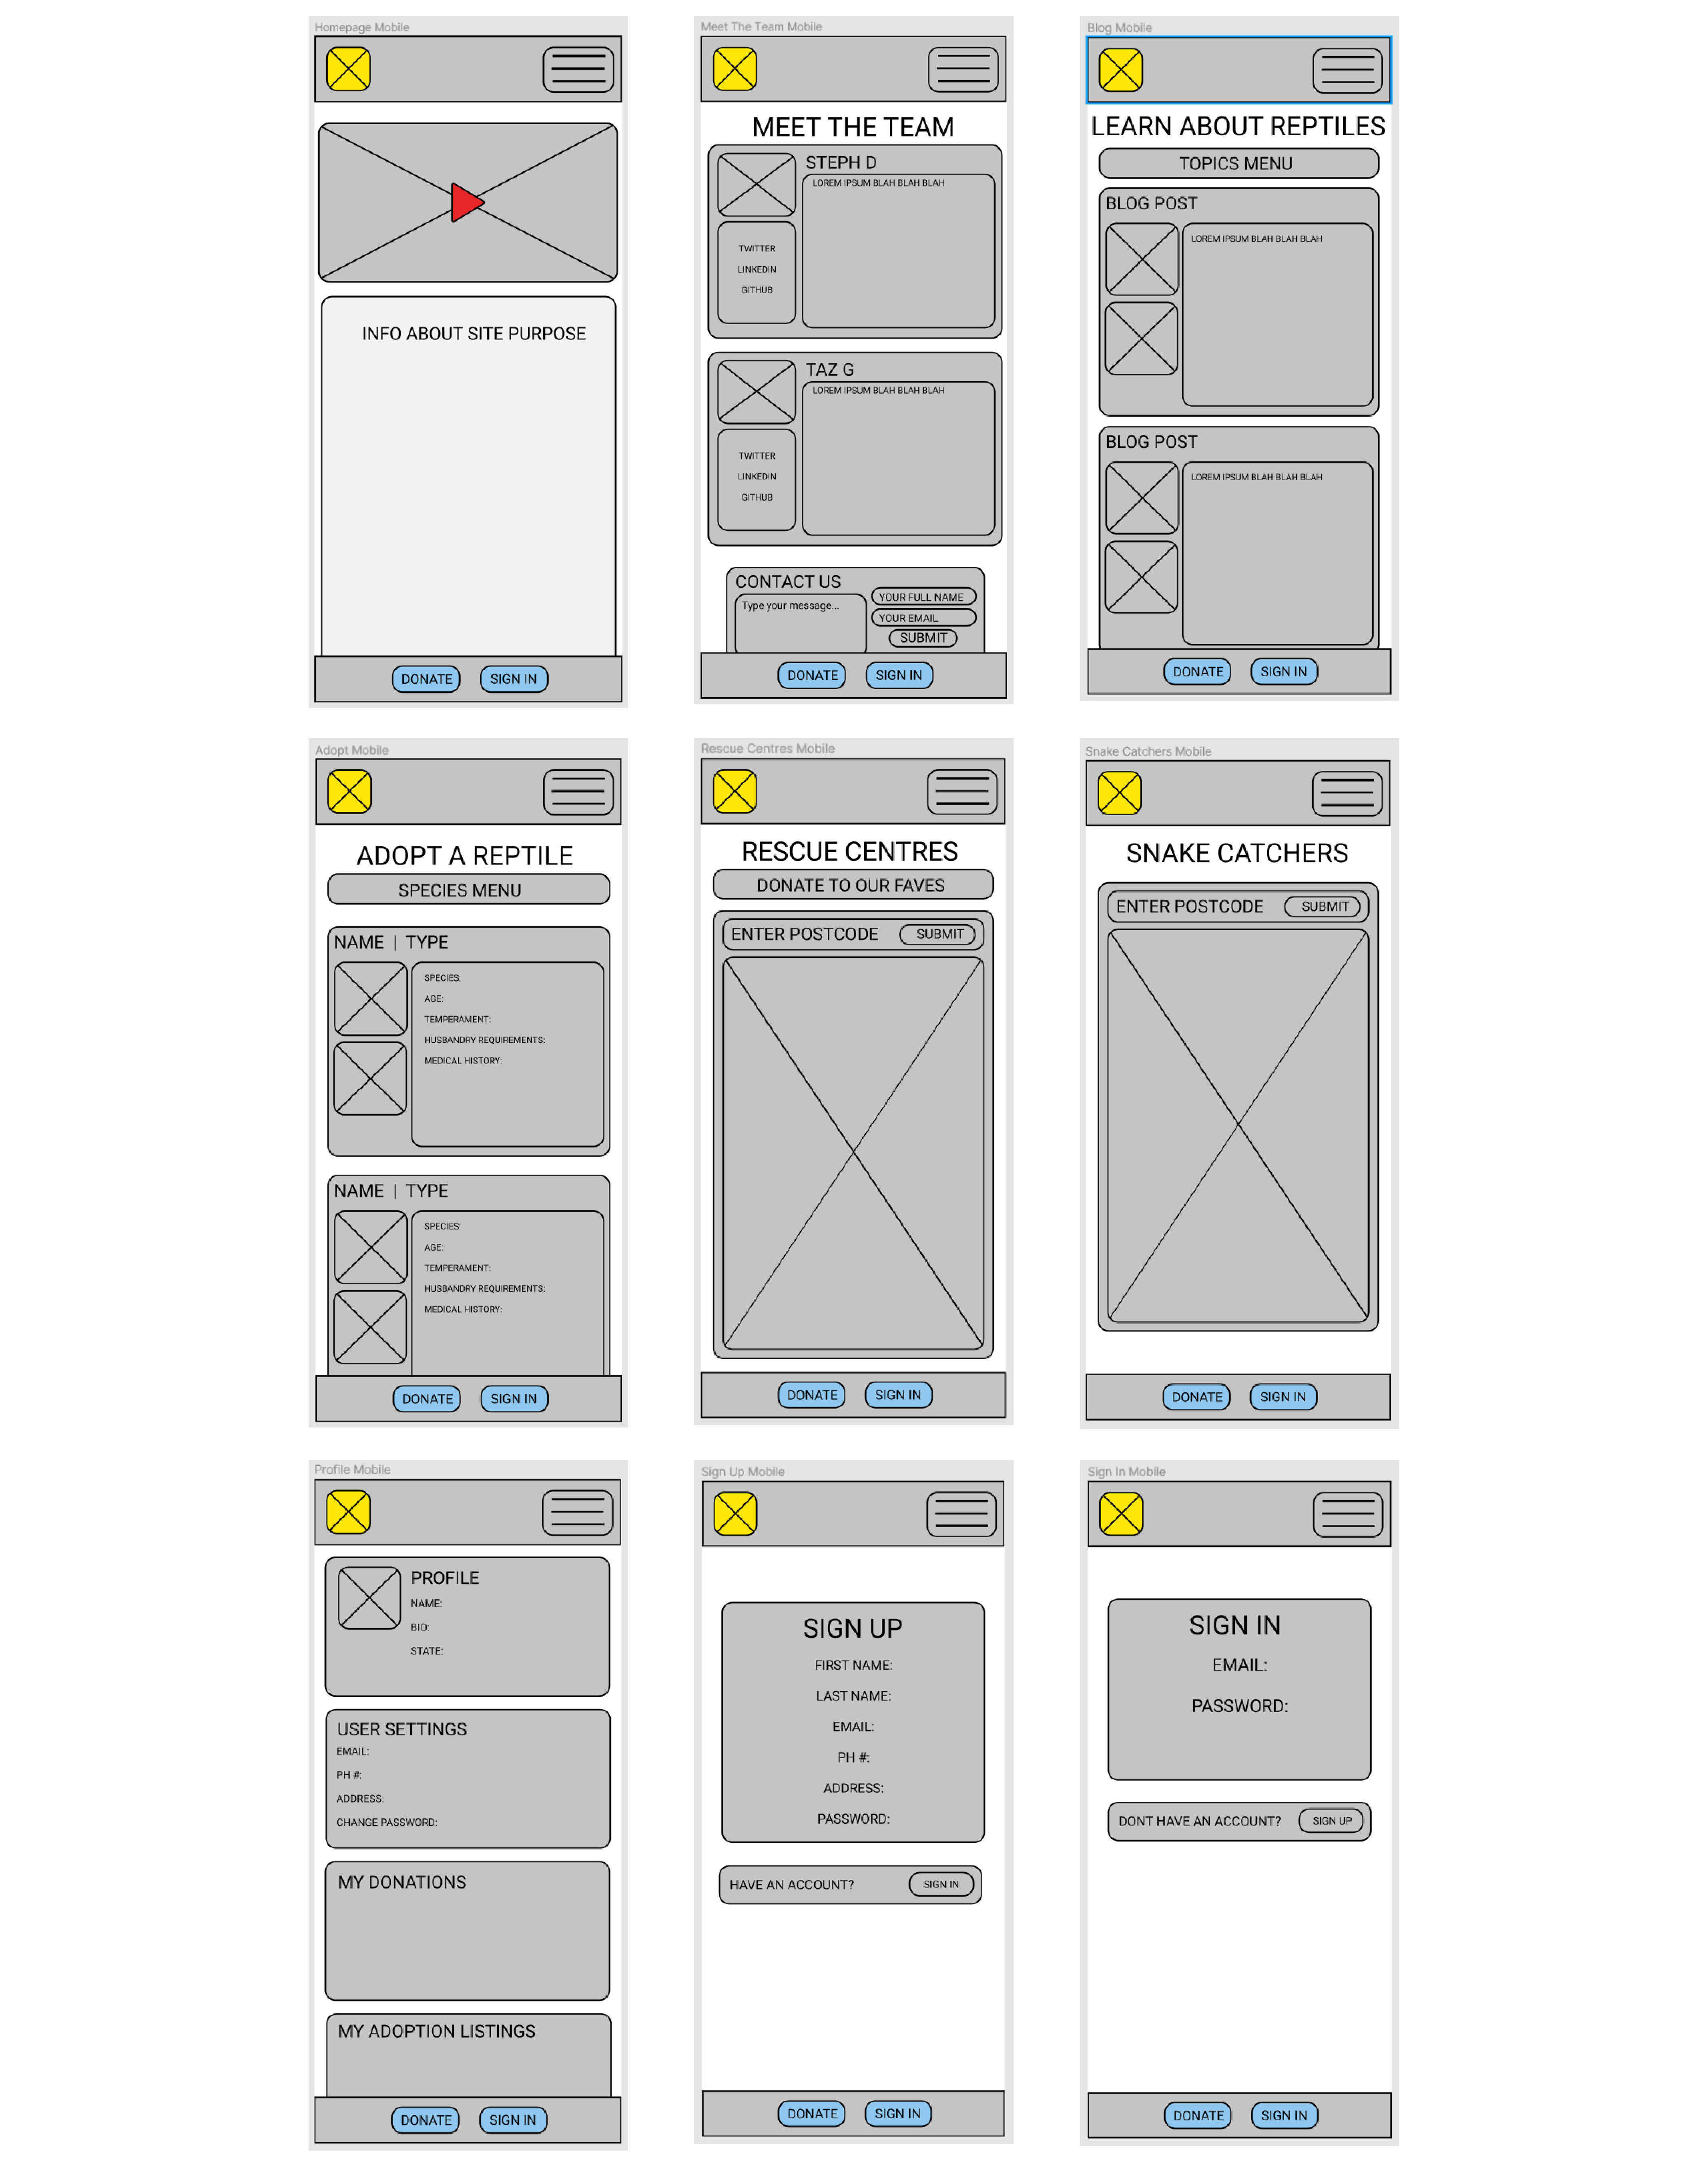 Homepage Mobile
INFO ABOUT SITE PURPOSE
DONATE
SIGN IN
Meet The Team Mobile
MEET THE TEAM
STEPH D
LOREM IPSUM BLAH BLAH BLAH
TWITTER
LINKEDIN
GITHUB
TAZ G
LOREM IPSUM BLAH BLAH BLAH
TWITTER
LINKEDIN
GITHUB
CONTACT US
Type your message...
YOUR FULL NAME
YOUR EMAIL
SUBMIT
DONATE
SIGN IN
Blog Mobile
LEARN ABOUT REPTILES
TOPICS MENU
BLOG POST
LOREM IPSUM BLAH BLAH BLAH
BLOG POST
LOREM IPSUM BLAH BLAH BLAH
DONATE
SIGN IN
Adopt Mobile
ADOPT A REPTILE
SPECIES MENU
NAME | TYPE
SPECIES:
AGE:
TEMPERAMENT:
HUSBANDRY REQUIREMENTS:
MEDICAL HISTORY:
NAME | TYPE
SPECIES:
AGE:
TEMPERAMENT:
HUSBANDRY REQUIREMENTS:
MEDICAL HISTORY:
DONATE
SIGN IN
Rescue Centres Mobile
RESCUE CENTRES
DONATE TO OUR FAVES
ENTER POSTCODE
SUBMIT
DONATE
SIGN IN
Snake Catchers Mobile
SNAKE CATCHERS
ENTER POSTCODE
SUBMIT
DONATE
SIGN IN
Profile Mobile
PROFILE
NAME:
BIO:
STATE:
USER SETTINGS
EMAIL:
PH #:
ADDRESS:
CHANGE PASSWORD:
MY DONATIONS
MY ADOPTION LISTINGS
DONATE
SIGN IN
Sign Up Mobile
SIGN UP
FIRST NAME:
LAST NAME:
EMAIL:
PH #:
ADDRESS:
PASSWORD:
HAVE AN ACCOUNT?
SIGN IN
DONATE
SIGN IN
Sign In Mobile
SIGN IN
EMAIL:
PASSWORD:
DONT HAVE AN ACCOUNT?
SIGN UP
DONATE
SIGN IN